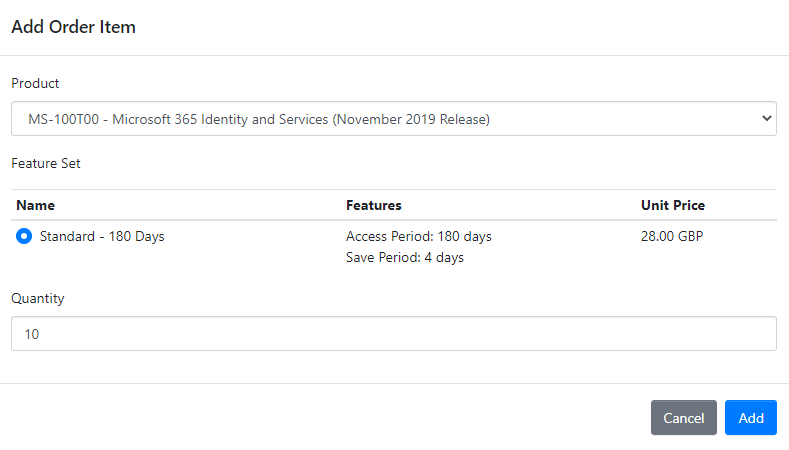 Add Order Item
Product
MS-100T00 - Microsoft 365 Identity and Services (November 2019 Release)
Feature Set
Name Features Unit Price
Standard - 180 Days Access Period: 180 days 28.00 GBP
Save Period: 4 days
Quantity
10
Cancel Add